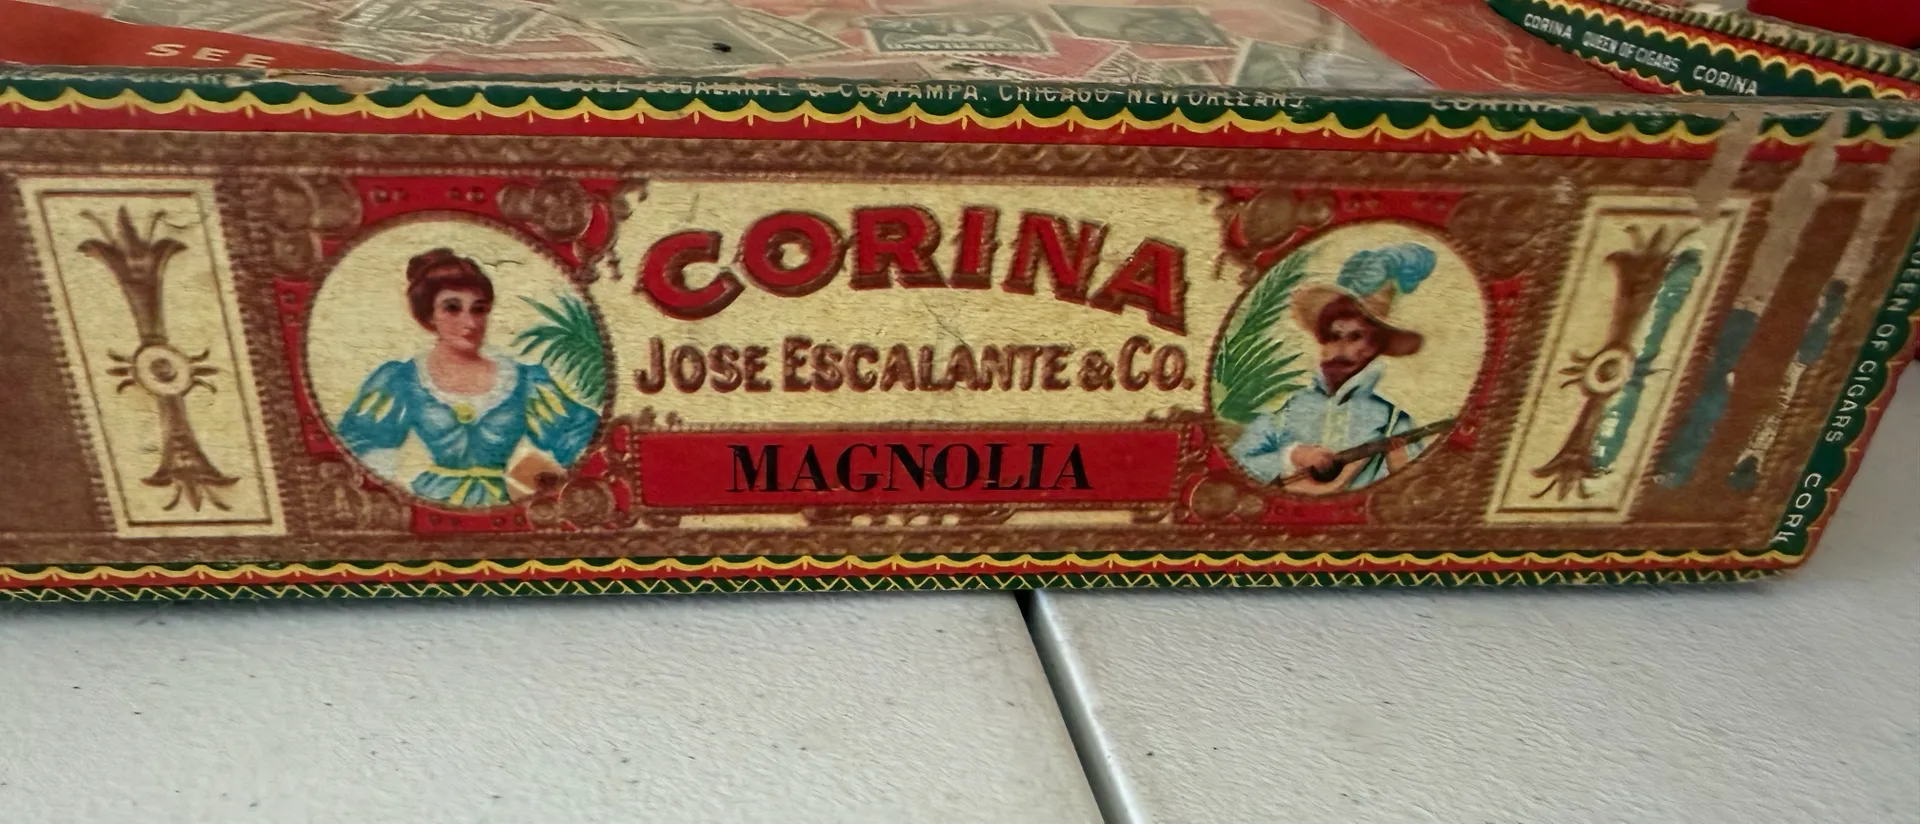 SEE
CORINA QUEEN OF CIGARS CORINA
JOSE ESCALANTE & CO. TAMPA, CHICAGO NEW ORLEANS
CORINA
CORINA
JOSE ESCALANTE & CO.
MAGNOLIA
QUEEN OF CIGARS CORI